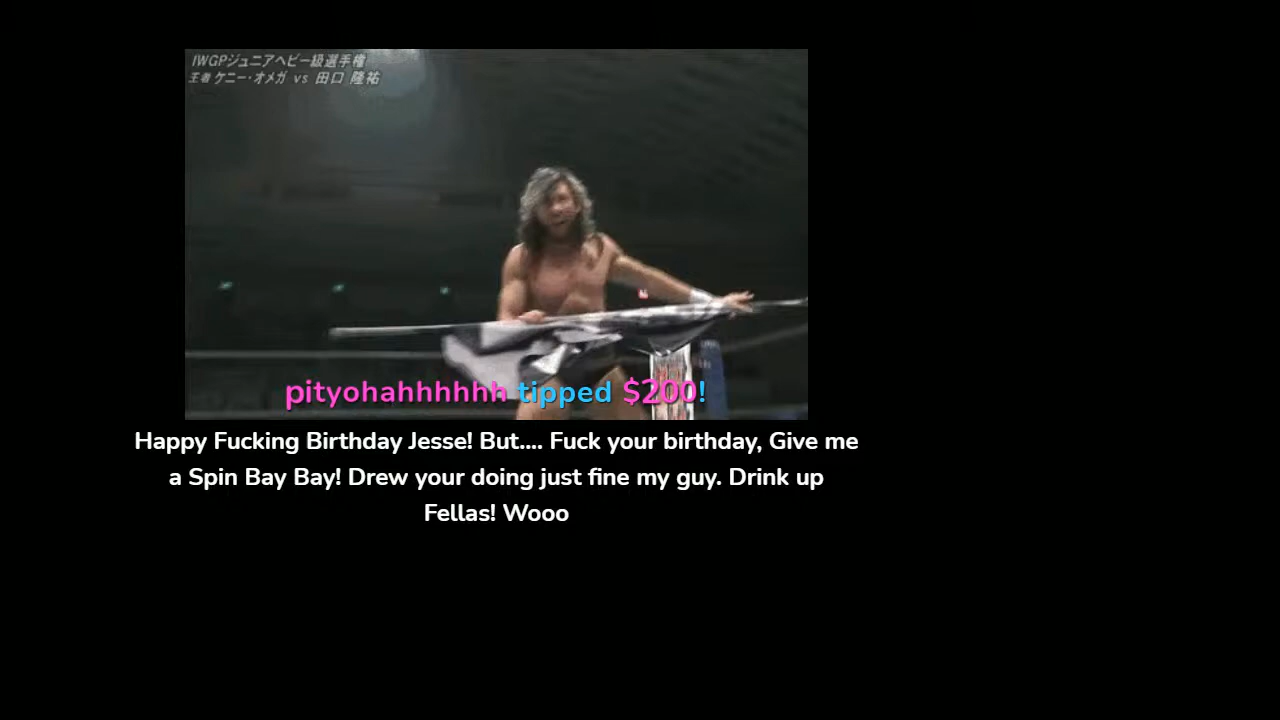 IWGPジュニアヘビー級選手権
王者 ケニー・オメガ vs 田口 隆祐
pityohahhhhhh tipped $200!
Happy Fucking Birthday Jesse! But.... Fuck your birthday, Give me
a Spin Bay Bay! Drew your doing just fine my guy. Drink up
Fellas! Wooo